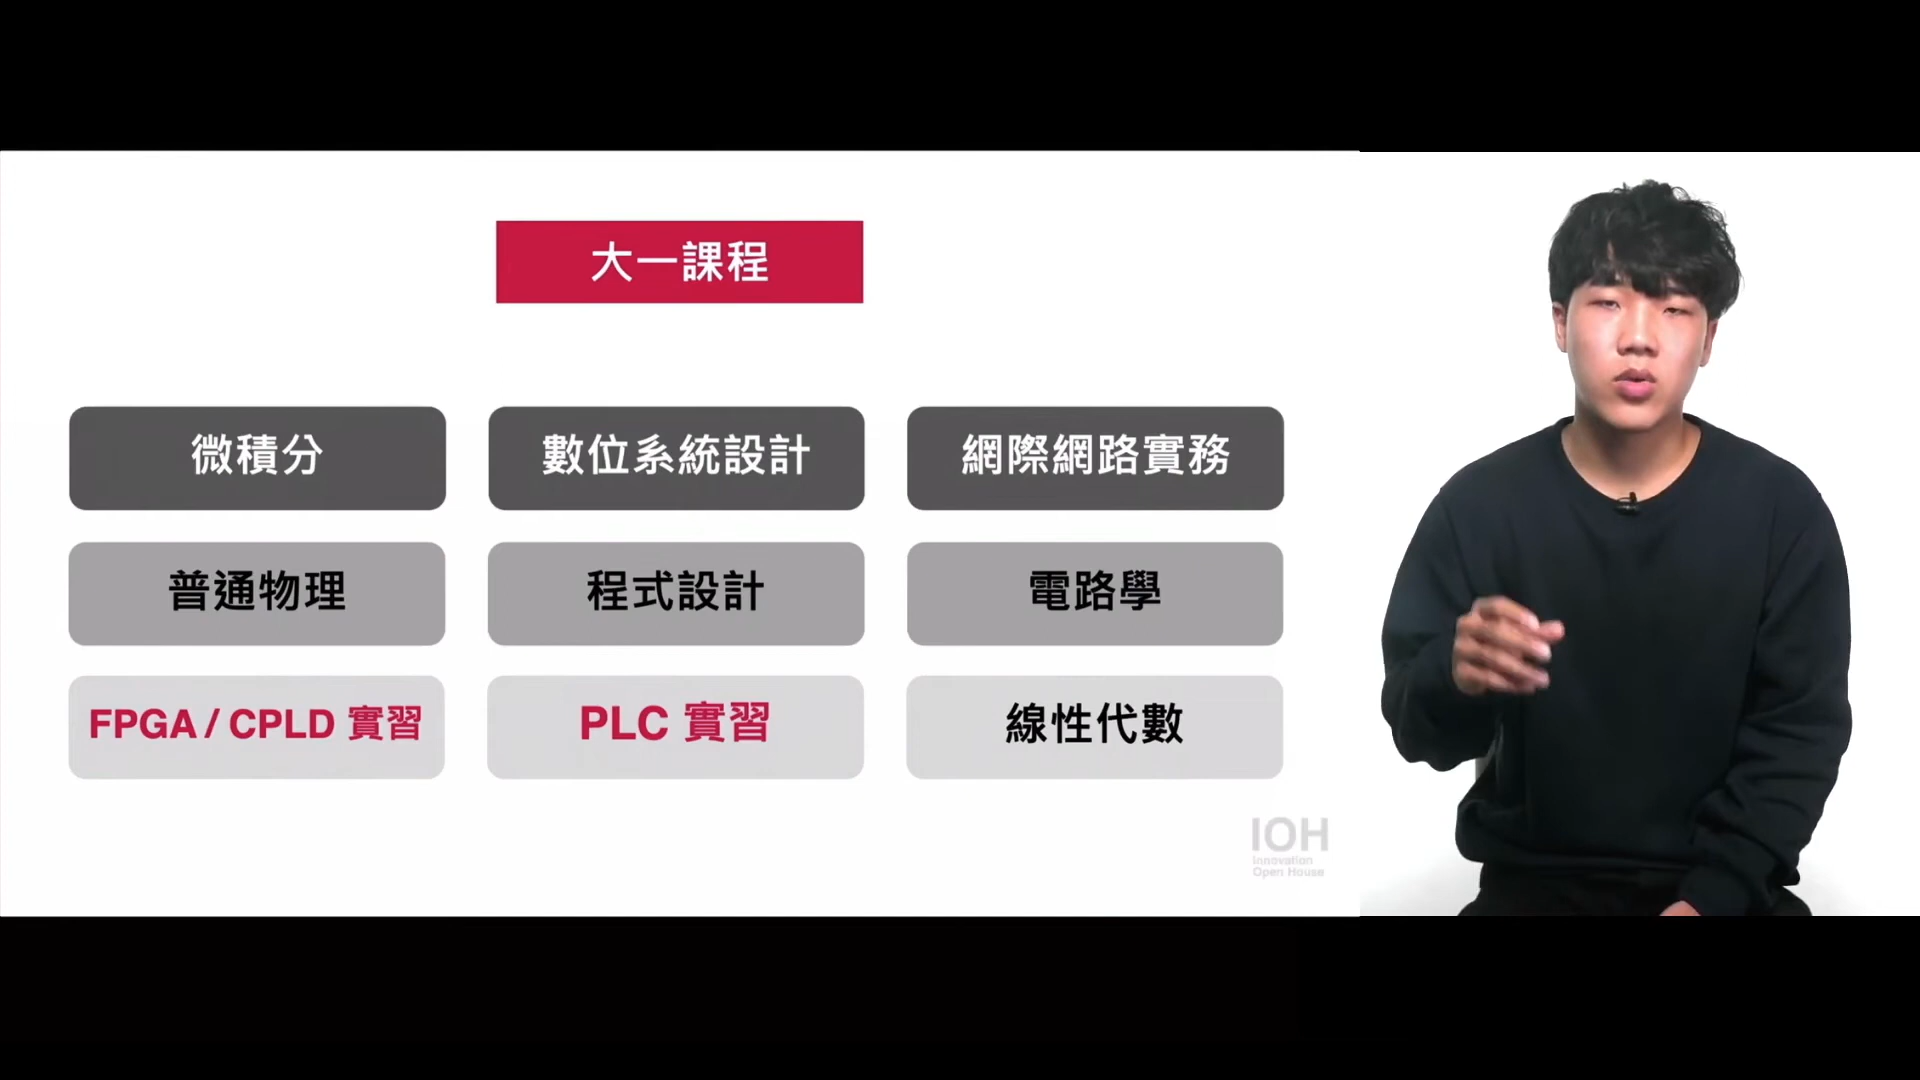 大一課程
微積分
數位系統設計
網際網路實務
普通物理
程式設計
電路學
FPGA / CPLD 實習
PLC 實習
線性代數
IOH
Innovation
Open House